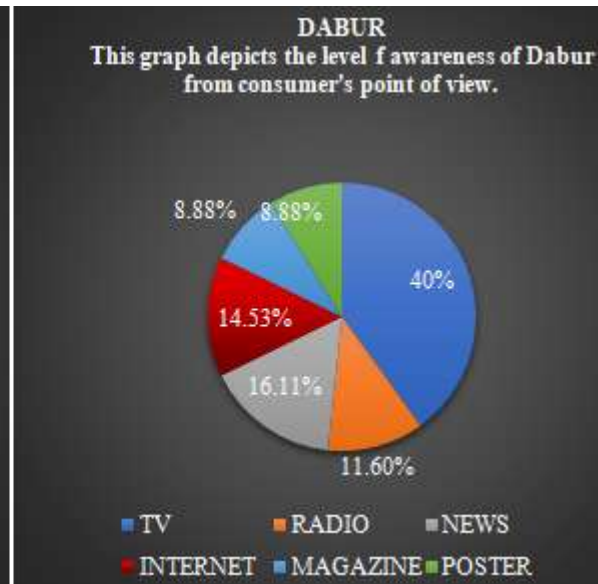 DABUR
This graph depicts the level f awareness of Dabur
from consumer's point of view.
8.88% 8.88%
40%
14.53%
16.11%
11.60%
TV RADIO NEWS
INTERNET MAGAZINE POSTER